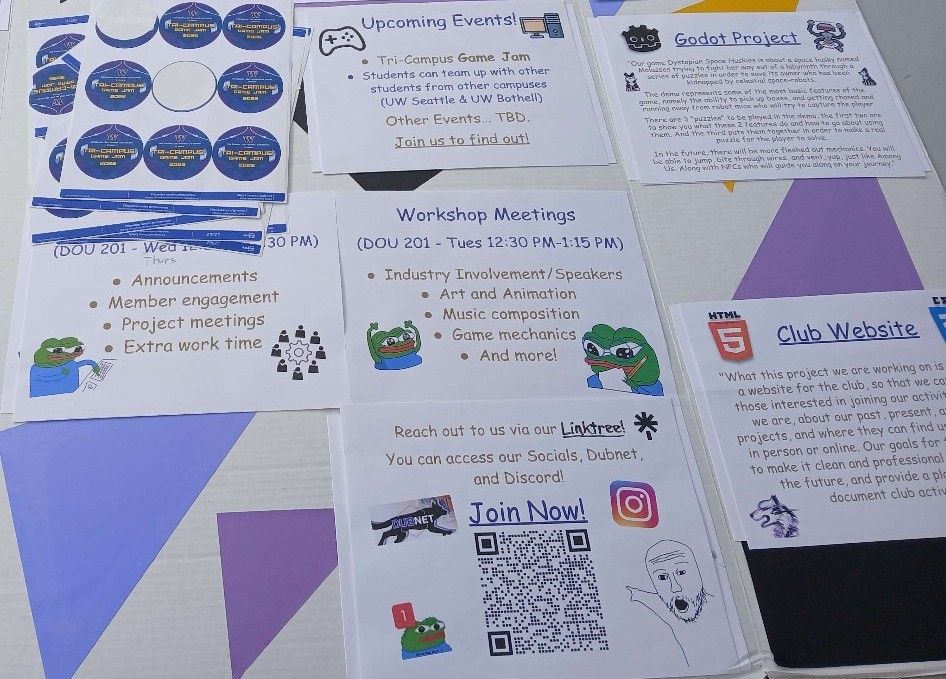 TRI-CAMPUS
GAME JAM
2023
TRI-CAMPUS
GAME JAM
2023
TRI-CAMPUS
GAME JAM
2023
TRI-CAMPUS
GAME JAM
2023
TRI-CAMPUS
GAME JAM
2023
TRI-CAMPUS
GAME JAM
2023
TRI-CAMPUS
GAME JAM
2023
Upcoming Events!
• Tri-Campus Game Jam
• Students can team up with other
students from other campuses
(UW Seattle & UW Bothell)
Other Events... TBD.
Join us to find out!
Godot Project
"Our game Dystopian Space Huskies is about a space husky named
Molasses trying to fight her way out of a labyrinth through a
series of puzzles in order to save its owner who has been
kidnapped by celestial space-robots.
The demo represents some of the most basic features of the
game, namely the ability to pick up boxes, and getting chased and
running away from robot mice who will try to capture the player.
There are 3 "puzzles" to be played in the demo, the first two are
to show you what these 2 features do and how to go about using
them. And the third puts them together in order to make a real
puzzle for the player to solve.
In the future, there will be more fleshed out mechanics. You will
be able to jump, bite through wires, and vent, yup, just like Among
Us. Along with NPCs who will guide you along on your journey."
(DOU 201 - Wed 30 PM)
Thurs
• Announcements
• Member engagement
• Project meetings
• Extra work time
Workshop Meetings
(DOU 201 - Tues 12:30 PM-1:15 PM)
• Industry Involvement/Speakers
• Art and Animation
• Music composition
• Game mechanics
• And more!
HTML
5
Club Website
"What this project we are working on is
a website for the club, so that we ca
those interested in joining our activit
we are, about our past, present, a
projects, and where they can find u
in person or online. Our goals for
to make it clean and professional
the future, and provide a pla
document club activ
Reach out to us via our Linktree!
You can access our Socials, Dubnet,
and Discord!
DUBNET
Join Now!
1